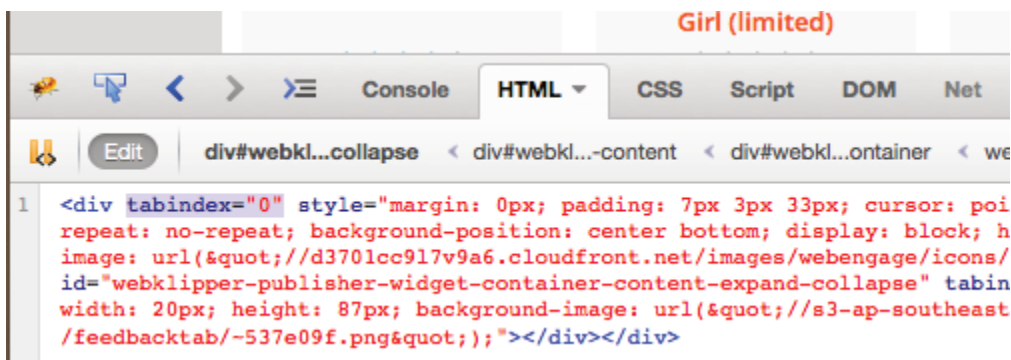 Girl (limited)
Console HTML CSS Script DOM Net
Edit div#webkl...collapse < div#webkl...-content < div#webkl...ontainer < we
1 <div tabindex="0" style="margin: 0px; padding: 7px 3px 33px; cursor: poi
repeat: no-repeat; background-position: center bottom; display: block; h
image: url(&quot;//d3701cc9l7v9a6.cloudfront.net/images/webengage/icons/
id="webklipper-publisher-widget-container-content-expand-collapse" tabin
width: 20px; height: 87px; background-image: url(&quot;//s3-ap-southeast
/feedbacktab/~537e09f.png&quot;);"></div></div>